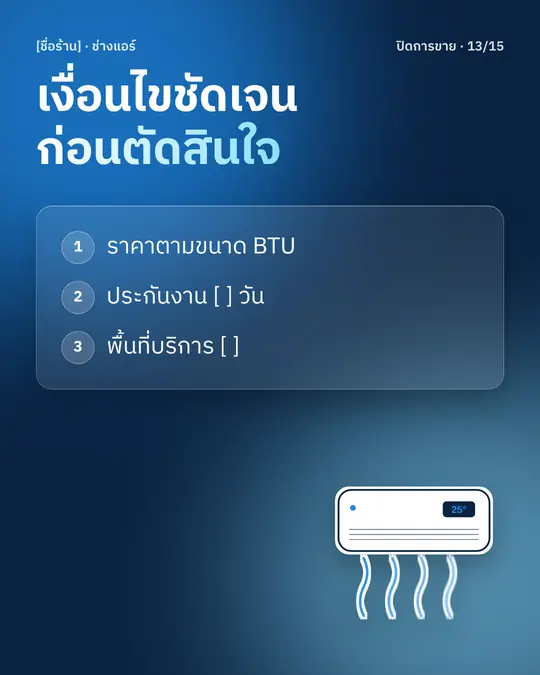 [ชื่อร้าน] · ช่างแอร์
ปิดการขาย · 13/15
เงื่อนไขชัดเจน
ก่อนตัดสินใจ
1 ราคาตามขนาด BTU
2 ประกันงาน [ ] วัน
3 พื้นที่บริการ [ ]
25°